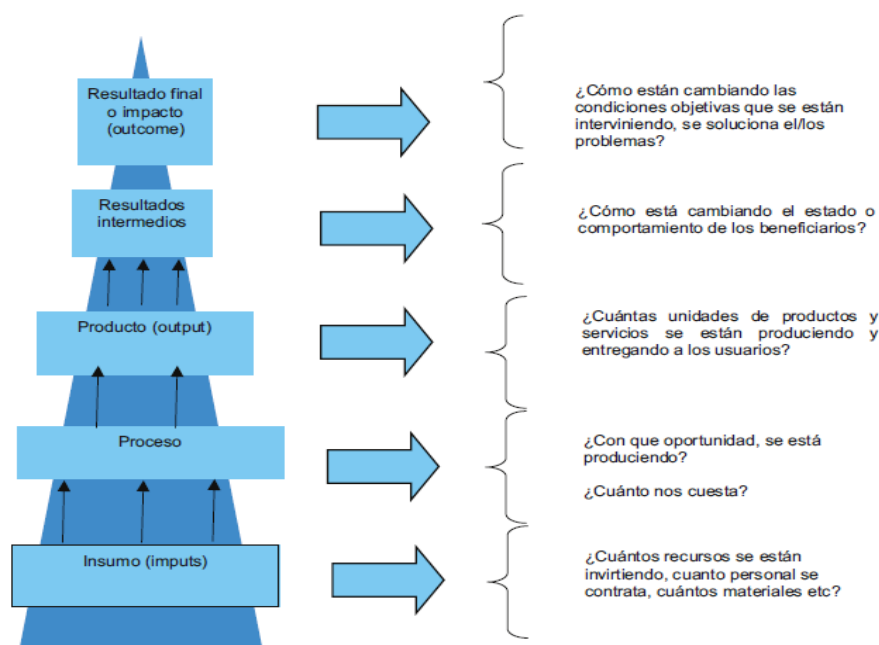 Resultado final
o impacto
(outcome)
¿Cómo están cambiando las
condiciones objetivas que se están
interviniendo, se soluciona el/los
problemas?
Resultados
intermedios
¿Cómo está cambiando el estado o
comportamiento de los beneficiarios?
Producto (output)
¿Cuántas unidades de productos y
servicios se están produciendo y
entregando a los usuarios?
Proceso
¿Con que oportunidad, se está
produciendo?
¿Cuánto nos cuesta?
Insumo (imputs)
¿Cuántos recursos se están
invirtiendo, cuanto personal se
contrata, cuántos materiales etc?